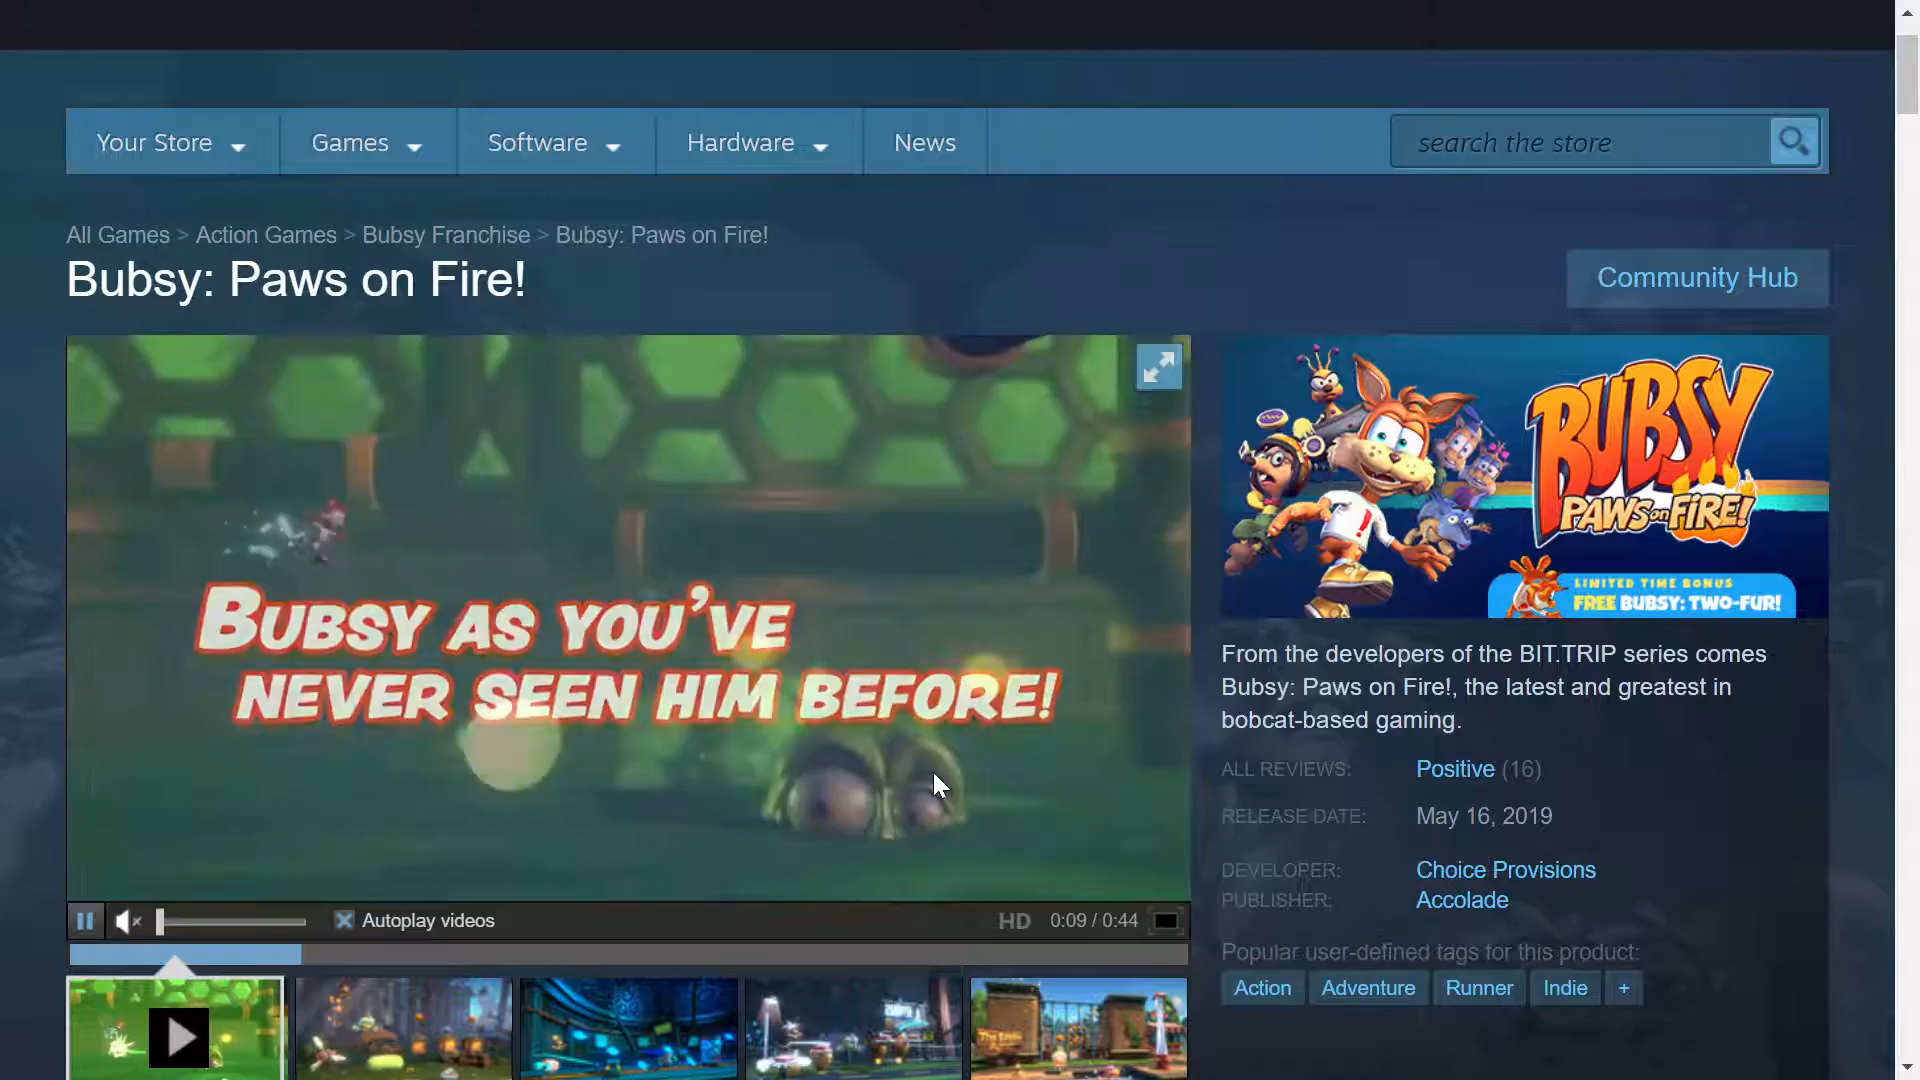 Your Store
Games
Software
Hardware
News
search the store
All Games > Action Games > Bubsy Franchise > Bubsy: Paws on Fire!
Bubsy: Paws on Fire!
Community Hub
BUBSY AS YOU'VE
NEVER SEEN HIM BEFORE!
BUBSY
PAWS on FIRE!
LIMITED TIME BONUS
FREE BUBSY: TWO-FUR!
From the developers of the BIT.TRIP series comes
Bubsy: Paws on Fire!, the latest and greatest in
bobcat-based gaming.
ALL REVIEWS: Positive (16)
RELEASE DATE: May 16, 2019
DEVELOPER: Choice Provisions
PUBLISHER: Accolade
Autoplay videos
HD 0:09 / 0:44
Popular user-defined tags for this product:
Action Adventure Runner Indie +